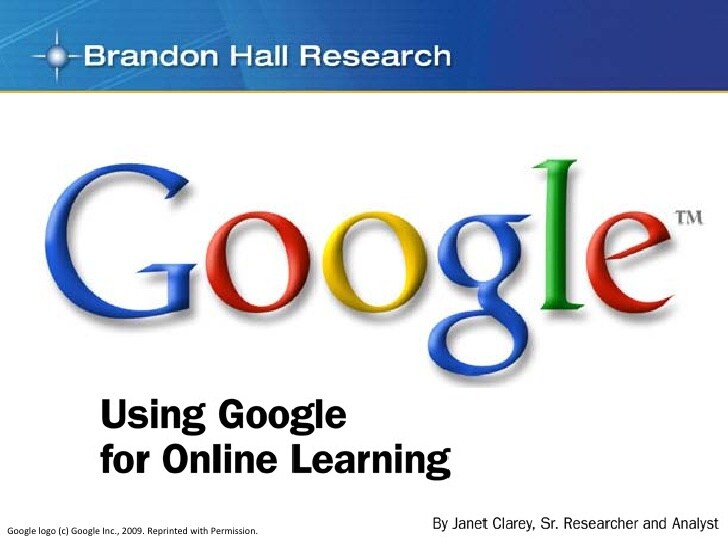 Brandon Hall Research
Google™
Using Google
for Online Learning
Google logo (c) Google Inc., 2009. Reprinted with Permission.
By Janet Clarey, Sr. Researcher and Analyst